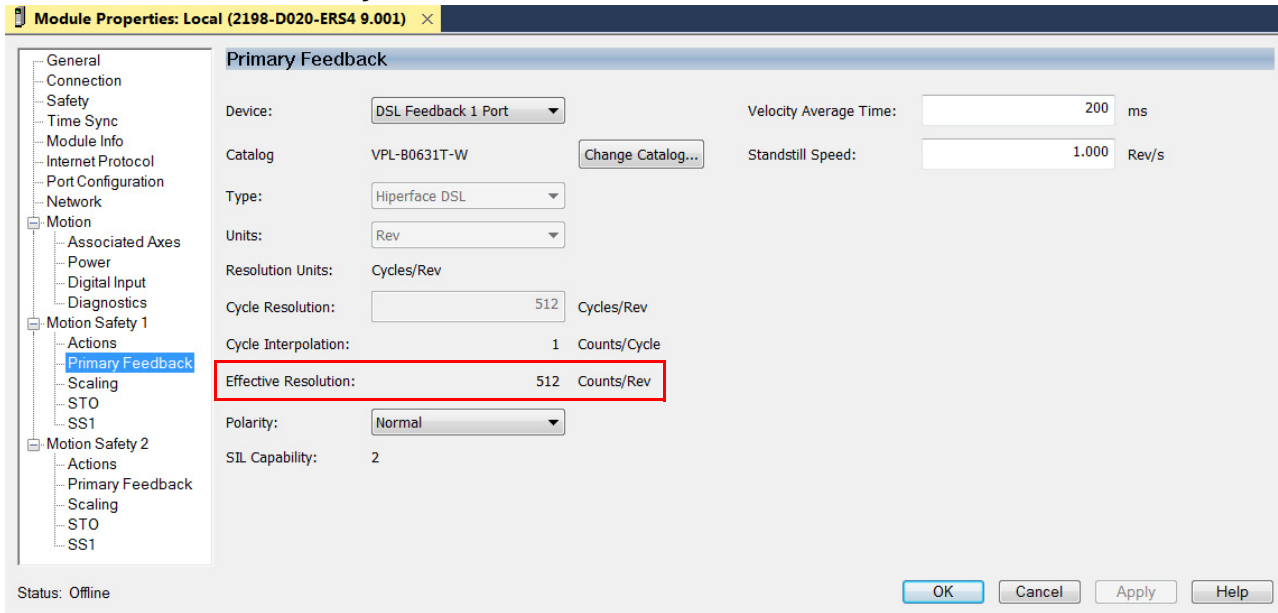 Module Properties: Local (2198-D020-ERS4 9.001) ×
General
Connection
Safety
Time Sync
Module Info
Internet Protocol
Port Configuration
Network
Motion
Associated Axes
Power
Digital Input
Diagnostics
Motion Safety 1
Actions
Primary Feedback
Scaling
STO
SS1
Motion Safety 2
Actions
Primary Feedback
Scaling
STO
SS1
Primary Feedback
Device: DSL Feedback 1 Port
Catalog VPL-B0631T-W Change Catalog...
Type: Hiperface DSL
Units: Rev
Resolution Units: Cycles/Rev
Cycle Resolution: 512 Cycles/Rev
Cycle Interpolation: 1 Counts/Cycle
Effective Resolution: 512 Counts/Rev
Polarity: Normal
SIL Capability: 2
Velocity Average Time: 200 ms
Standstill Speed: 1.000 Rev/s
Status: Offline
OK Cancel Apply Help